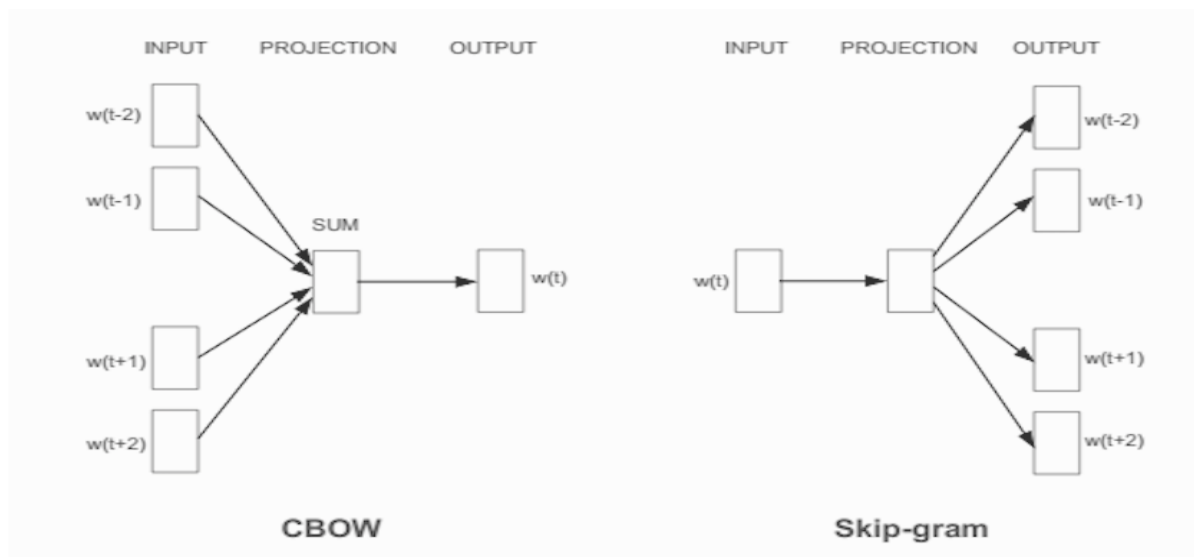 INPUT PROJECTION OUTPUT
w(t-2)
w(t-1)
SUM
w(t)
w(t+1)
w(t+2)
CBOW
INPUT PROJECTION OUTPUT
w(t-2)
w(t-1)
w(t)
w(t+1)
w(t+2)
Skip-gram